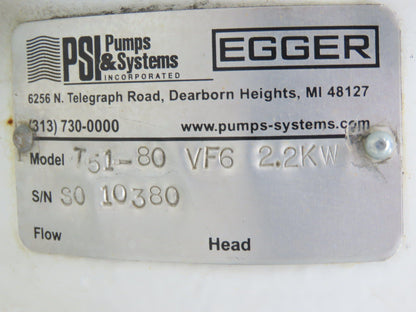 PSI Pumps & Systems INCORPORATED EGGER
6256 N. Telegraph Road, Dearborn Heights, MI 48127
(313) 730-0000 www.pumps-systems.com
Model T51-80 VF6 2.2KW
S/N SO 10380
Flow Head